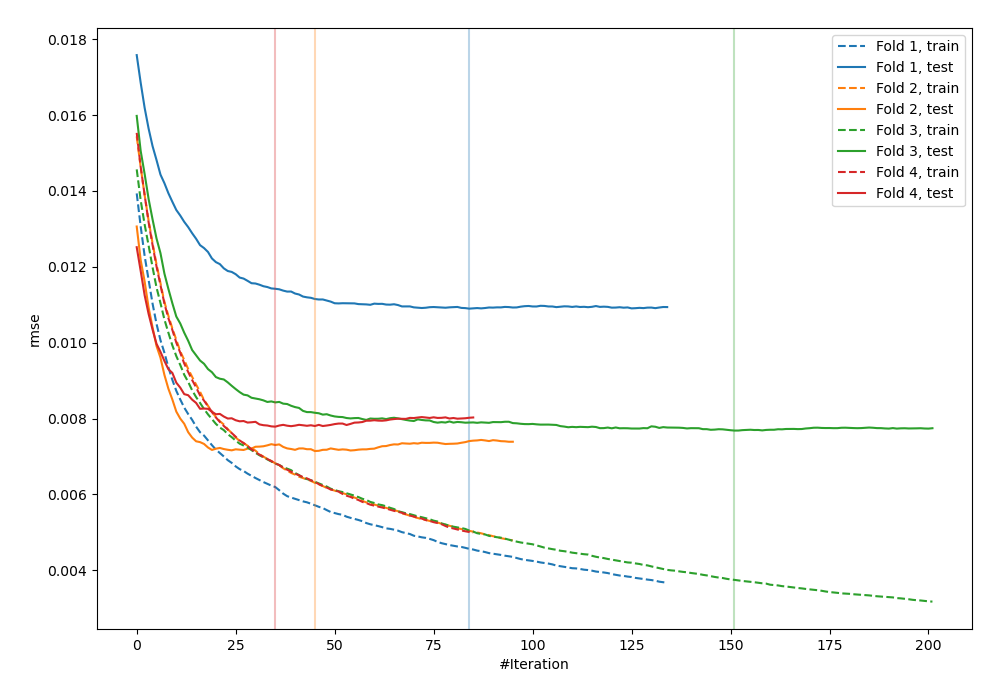 0.018
0.016
0.014
0.012
0.010
0.008
0.006
0.004
rmse
0 25 50 75 100 125 150 175 200
#Iteration
Fold 1, train
Fold 1, test
Fold 2, train
Fold 2, test
Fold 3, train
Fold 3, test
Fold 4, train
Fold 4, test